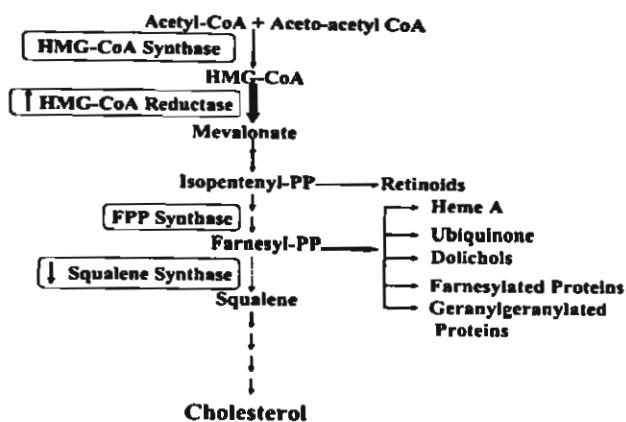 Acetyl-CoA + Aceto-acetyl CoA
HMG-CoA Synthase
HMG-CoA
↑ HMG-CoA Reductase
Mevalonate
Isopentenyl-PP
Retinoids
Heme A
FPP Synthase
Ubiquinone
Farnesyl-PP
Dolichols
↓ Squalene Synthase
Farnesylated Proteins
Squalene
Geranylgeranylated
Proteins
Cholesterol